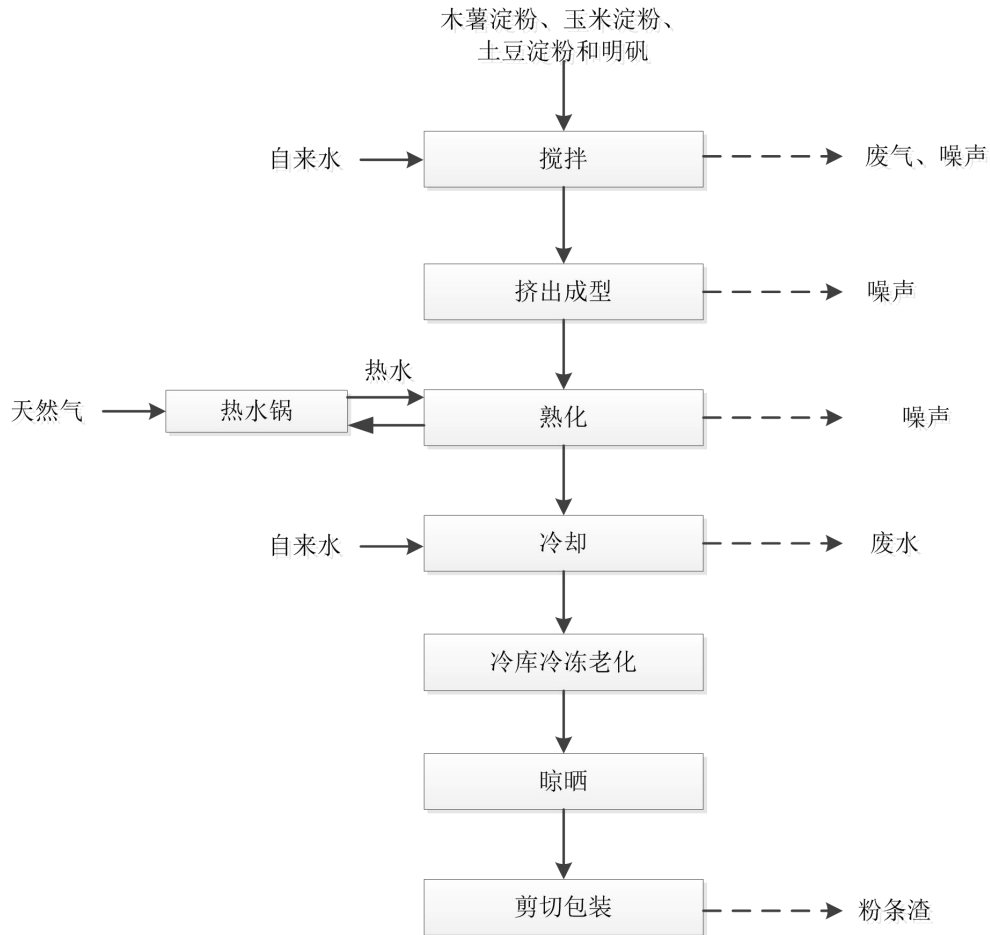 木薯淀粉、玉米淀粉、
土豆淀粉和明矾
自来水
搅拌
废气、噪声
挤出成型
噪声
热水
天然气
热水锅
熟化
噪声
自来水
冷却
废水
冷库冷冻老化
晾晒
剪切包装
粉条渣